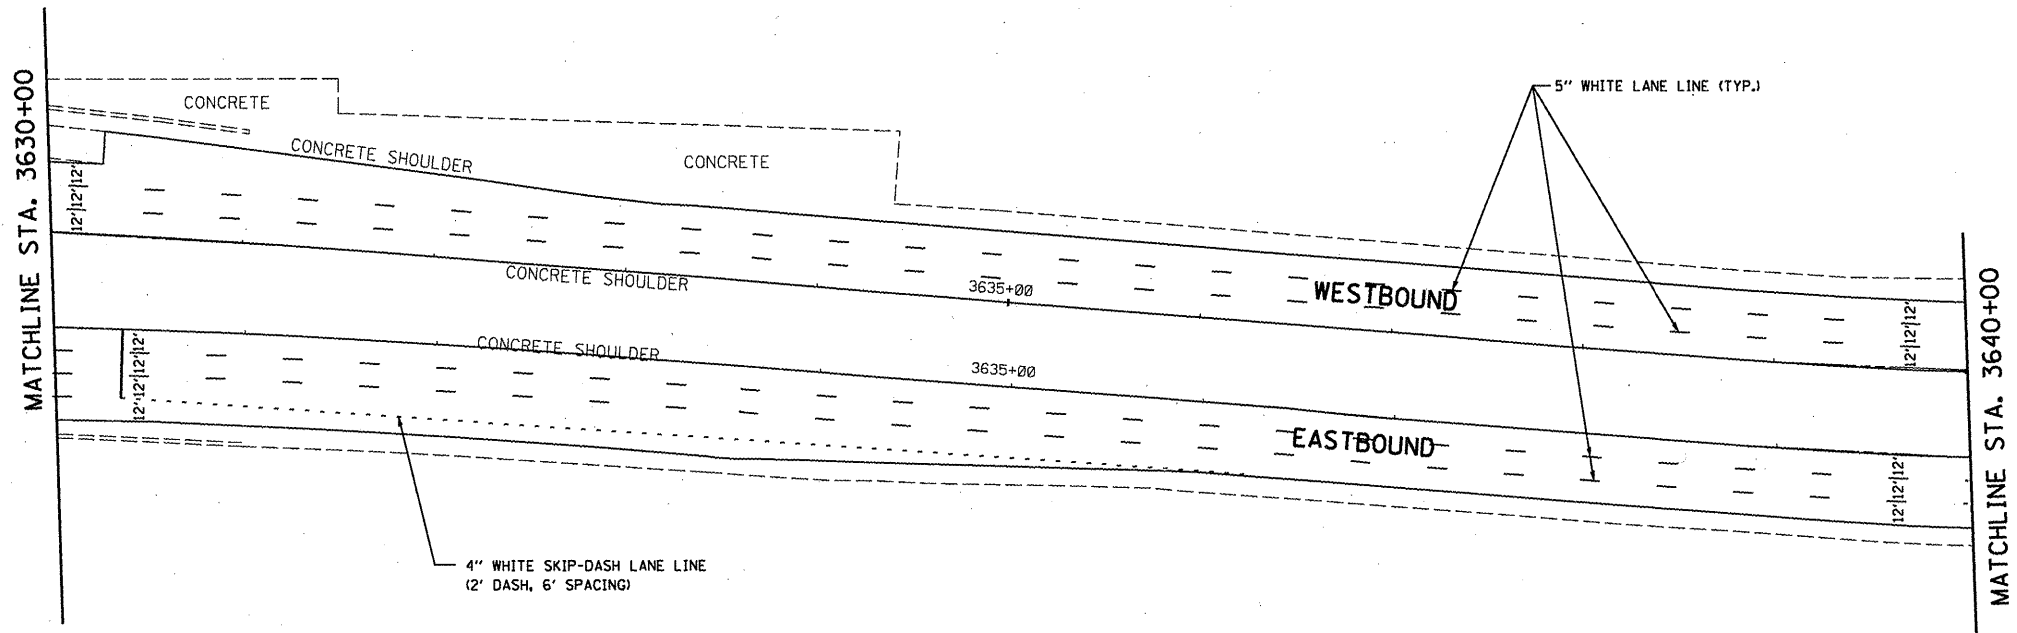 MATCHLINE STA. 3630+00
CONCRETE
CONCRETE SHOULDER
CONCRETE
5" WHITE LANE LINE (TYP.)
12'|12'|12'
CONCRETE SHOULDER
3635+00
WESTBOUND
12'|12'|12'
MATCHLINE STA. 3640+00
CONCRETE SHOULDER
3635+00
12'|12'|12'|12'
EASTBOUND
12'|12'|12'
4" WHITE SKIP-DASH LANE LINE
(2' DASH, 6' SPACING)